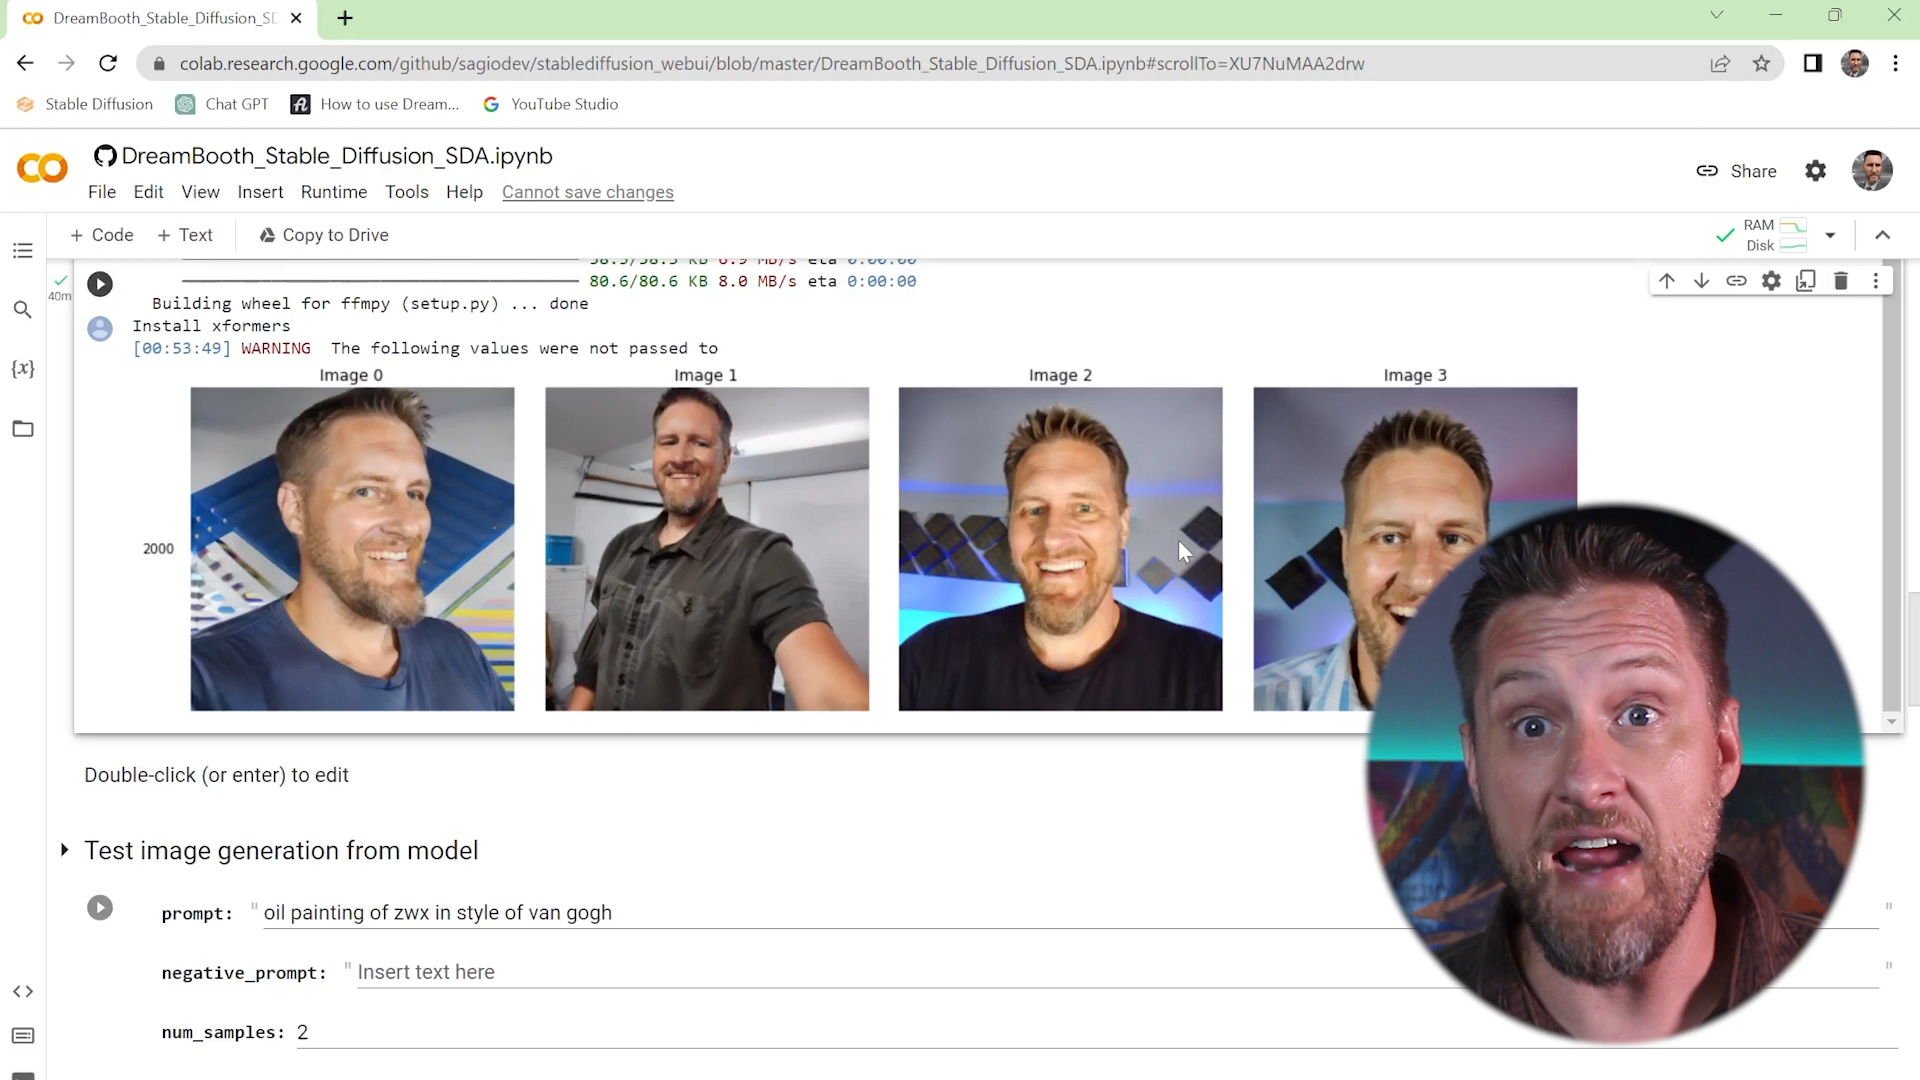 DreamBooth_Stable_Diffusion_SD
colab.research.google.com/github/sagiodev/stablediffusion_webui/blob/master/DreamBooth_Stable_Diffusion_SDA.ipynb#scrollTo=XU7NuMAA2drw
Stable Diffusion
Chat GPT
How to use Dream...
YouTube Studio
DreamBooth_Stable_Diffusion_SDA.ipynb
File Edit View Insert Runtime Tools Help Cannot save changes
Share
+ Code + Text Copy to Drive
RAM
Disk
80.6/80.6 KB 8.0 MB/s eta 0:00:00
40m
Building wheel for ffmpy (setup.py) ... done
Install xformers
[00:53:49] WARNING The following values were not passed to
Image 0 Image 1 Image 2 Image 3
2000
Double-click (or enter) to edit
Test image generation from model
prompt: " oil painting of zwx in style of van gogh "
negative_prompt: " Insert text here "
num_samples: 2